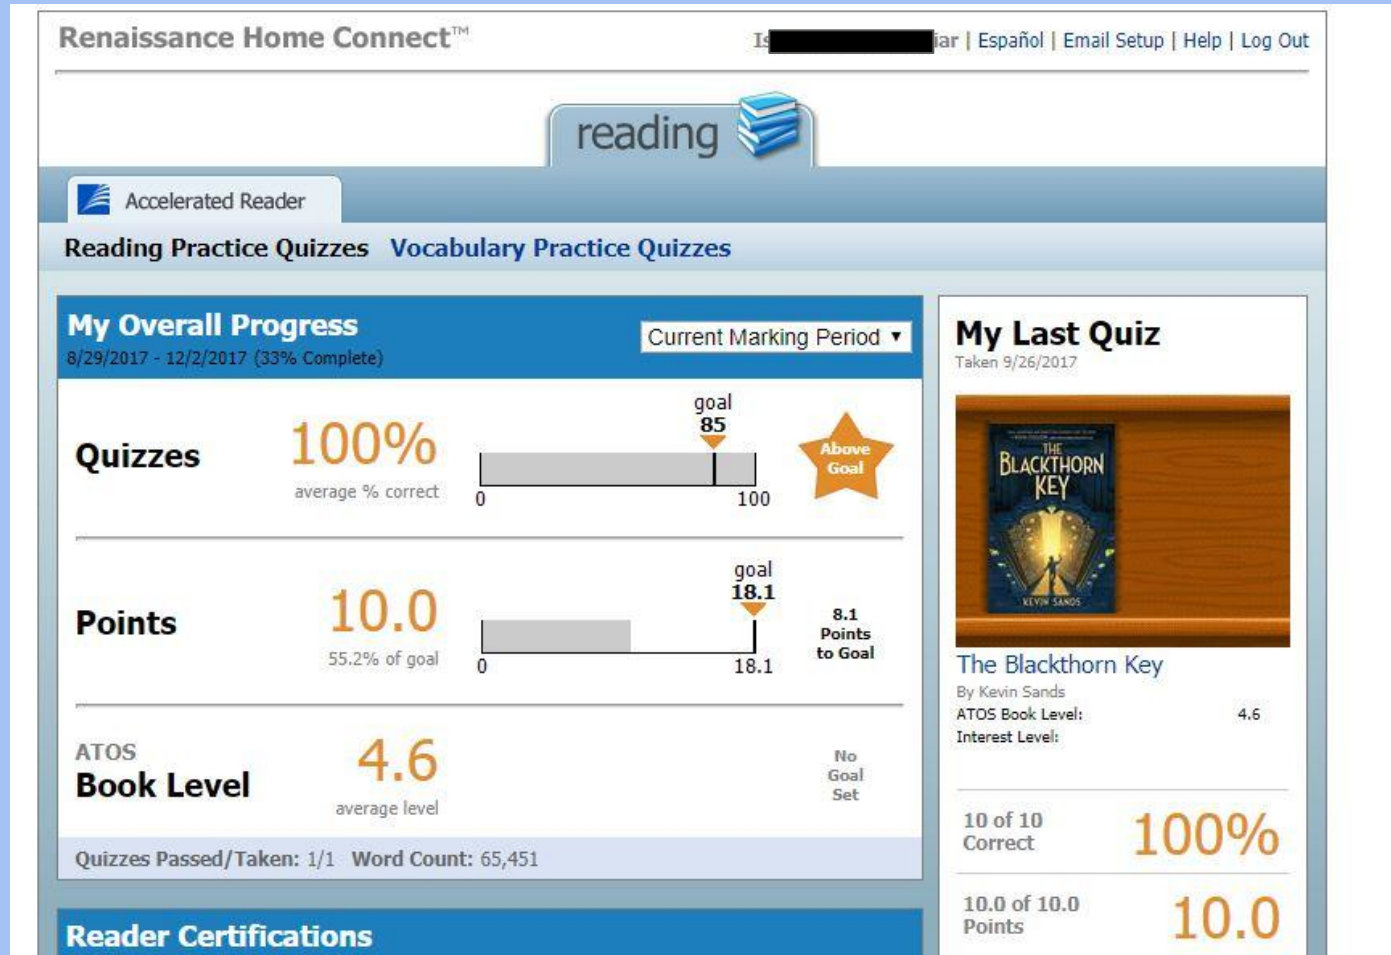 Renaissance Home Connect™
Is iar | Español | Email Setup | Help | Log Out
reading
Accelerated Reader
Reading Practice Quizzes Vocabulary Practice Quizzes
My Overall Progress
8/29/2017 - 12/2/2017 (33% Complete)
Current Marking Period
Quizzes
100%
average % correct
goal
85
0
100
Above
Goal
Points
10.0
55.2% of goal
goal
18.1
0
18.1
8.1
Points
to Goal
ATOS
Book Level
4.6
average level
No
Goal
Set
Quizzes Passed/Taken: 1/1 Word Count: 65,451
Reader Certifications
My Last Quiz
Taken 9/26/2017
THE
BLACKTHORN
KEY
KEVIN SANDS
The Blackthorn Key
By Kevin Sands
ATOS Book Level: 4.6
Interest Level:
10 of 10
Correct
100%
10.0 of 10.0
Points
10.0